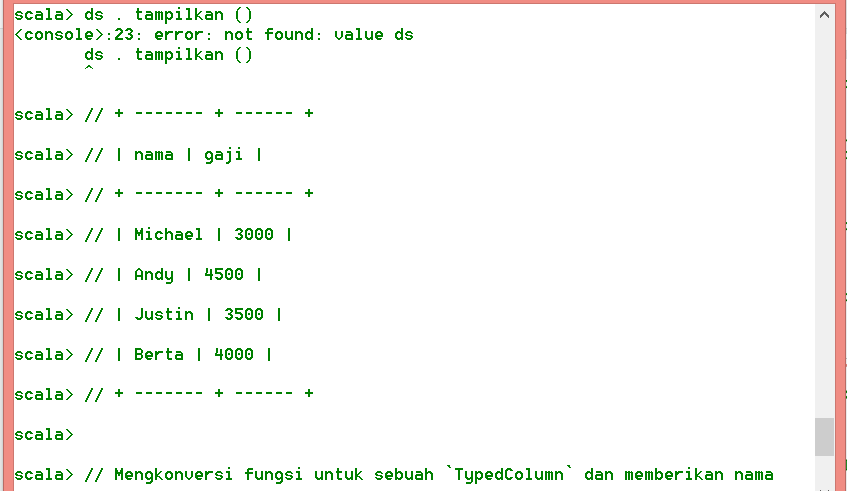 scala> ds . tampilkan ()
<console>:23: error: not found: value ds
ds . tampilkan ()
^
scala> // + ------- + ------ +
scala> // | nama | gaji |
scala> // + ------- + ------ +
scala> // | Michael | 3000 |
scala> // | Andy | 4500 |
scala> // | Justin | 3500 |
scala> // | Berta | 4000 |
scala> // + ------- + ------ +
scala>
scala> // Mengkonversi fungsi untuk sebuah `TypedColumn` dan memberikan nama